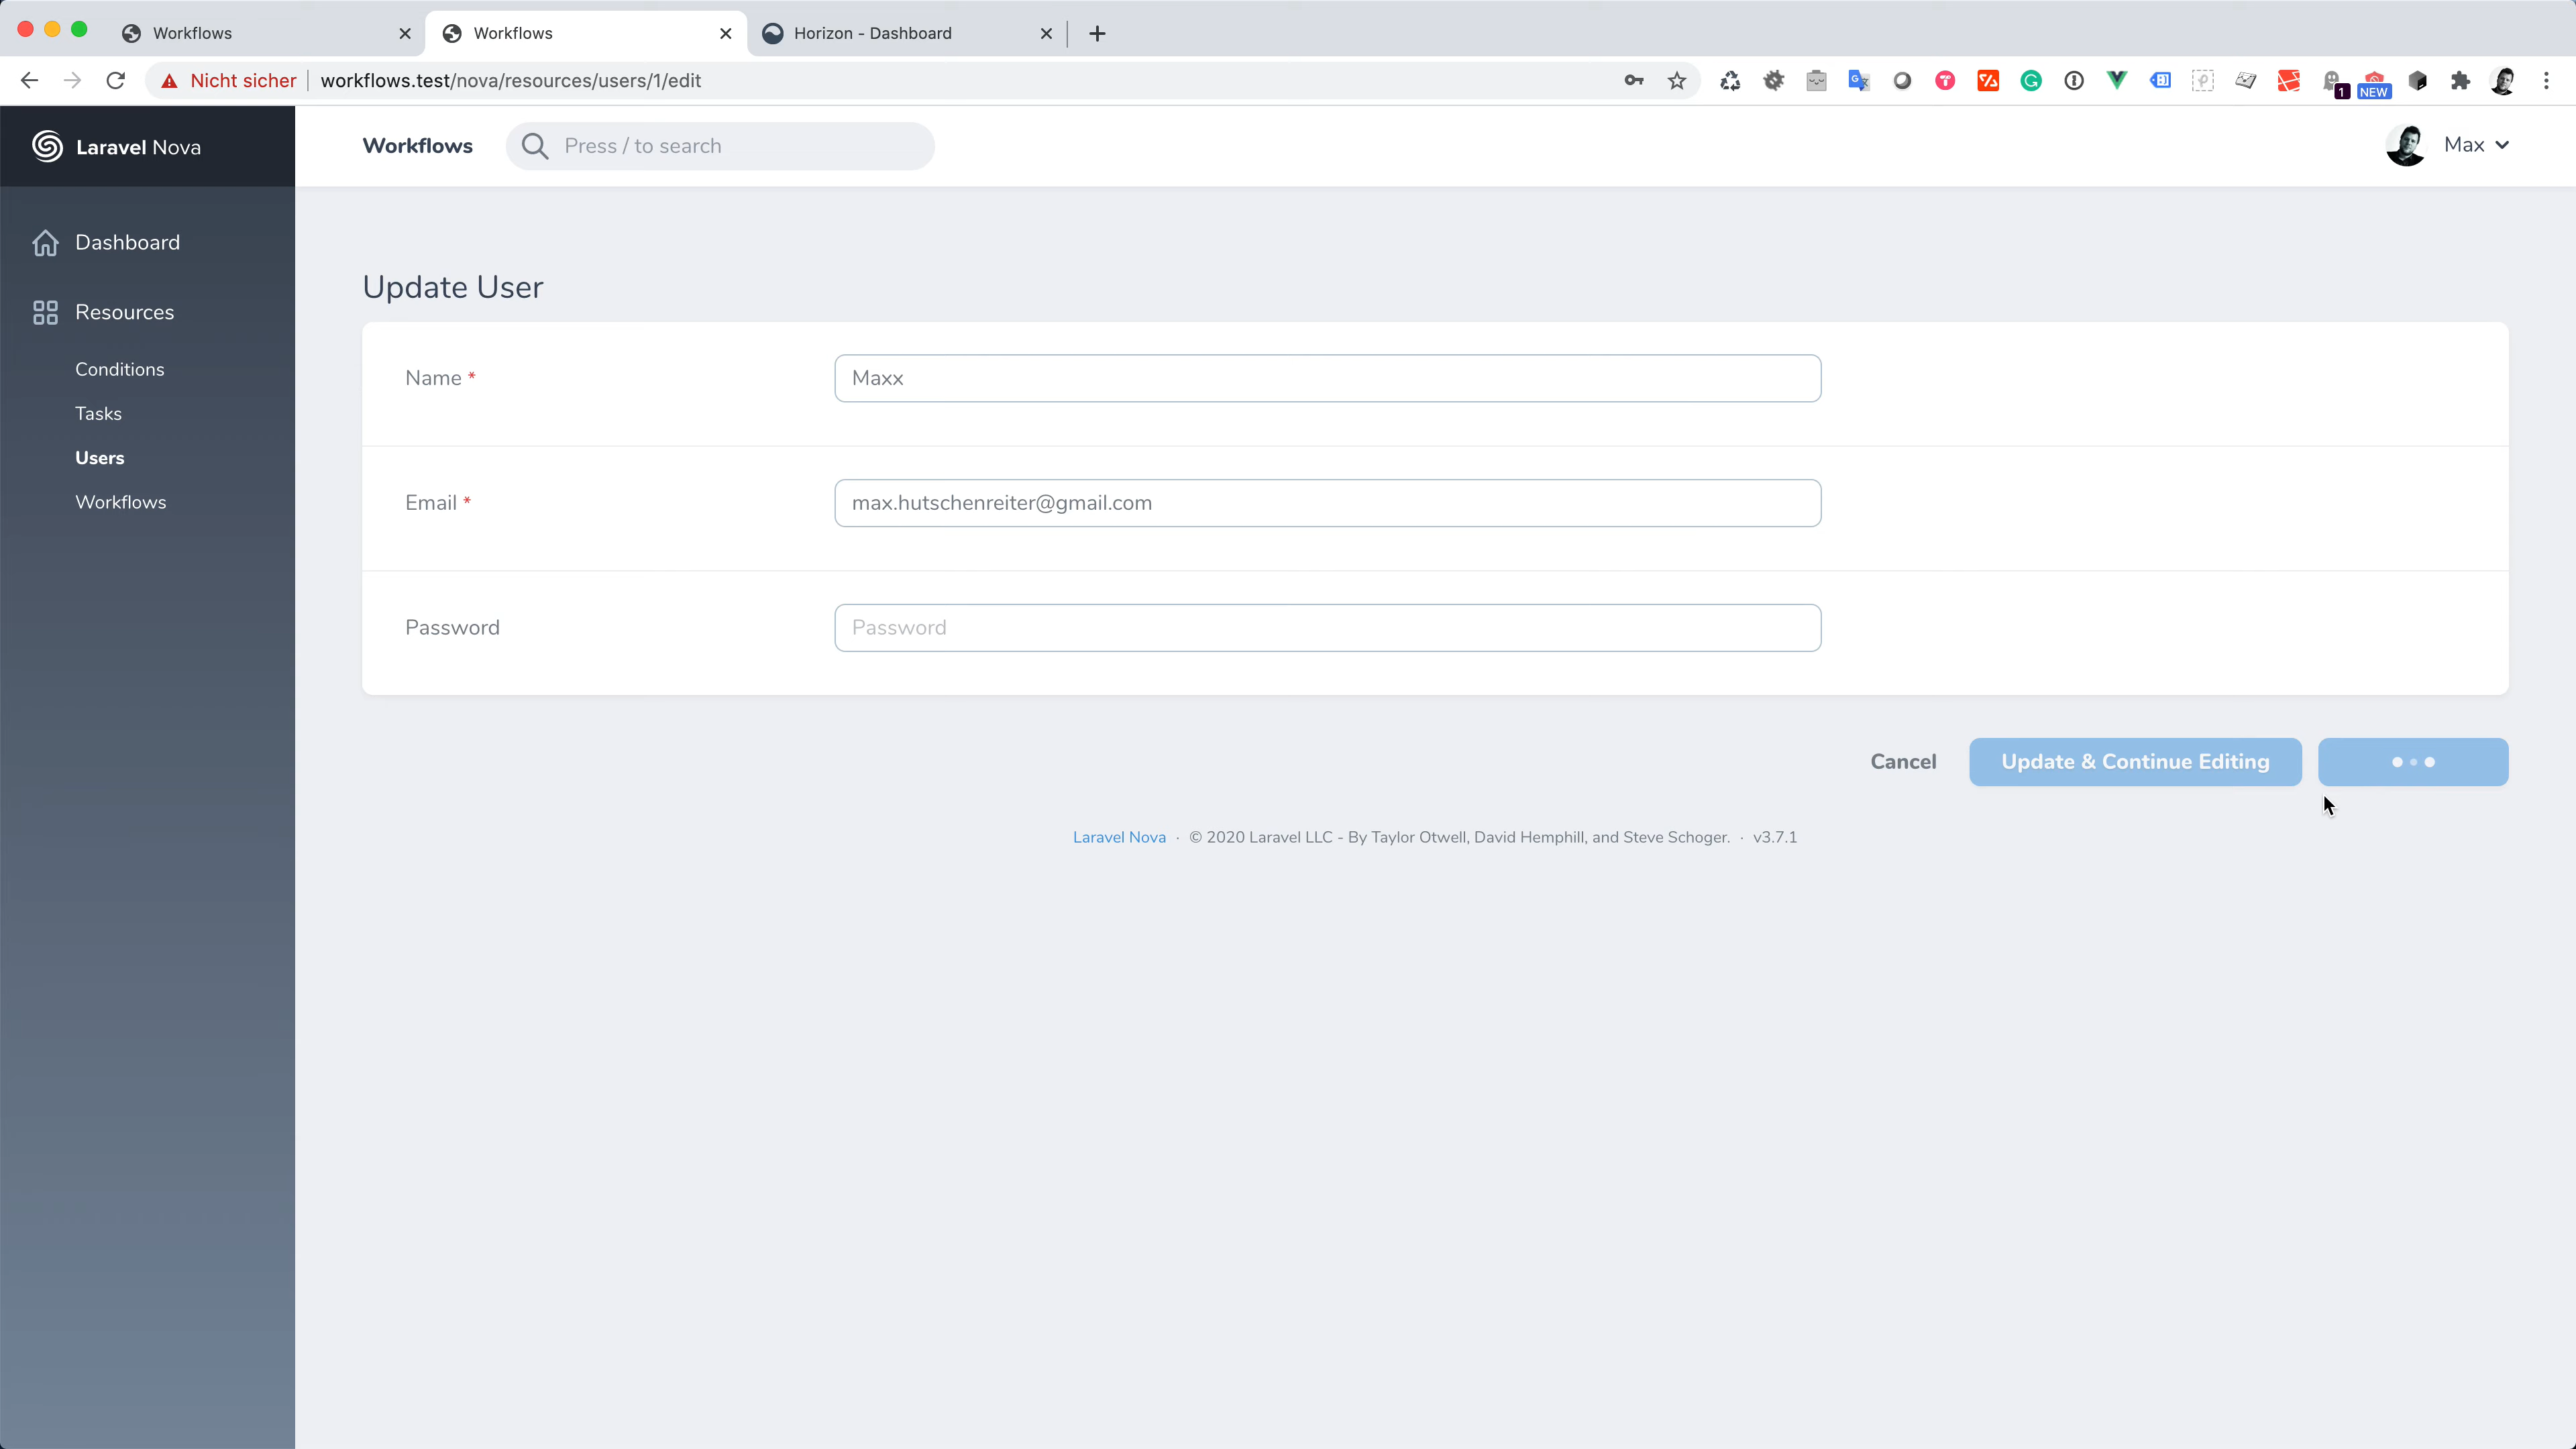 Workflows
Workflows
Horizon - Dashboard
Nicht sicher
workflows.test/nova/resources/users/1/edit
1
NEW
Laravel Nova
Workflows
Press / to search
Max
Dashboard
Resources
Conditions
Tasks
Users
Workflows
Update User
Name *
Maxx
Email *
max.hutschenreiter@gmail.com
Password
Password
Cancel
Update & Continue Editing
Laravel Nova · © 2020 Laravel LLC - By Taylor Otwell, David Hemphill, and Steve Schoger. · v3.7.1